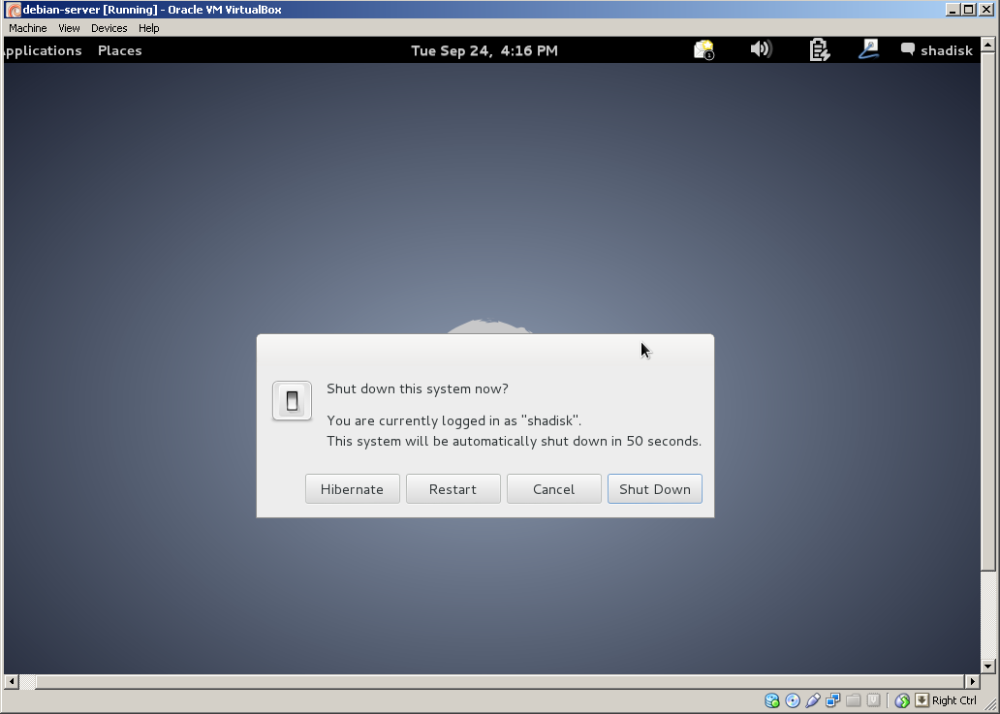 debian-server [Running] - Oracle VM VirtualBox
Machine View Devices Help
pplications Places Tue Sep 24, 4:16 PM shadisk
Shut down this system now?
You are currently logged in as "shadisk".
This system will be automatically shut down in 50 seconds.
Hibernate Restart Cancel Shut Down
Right Ctrl